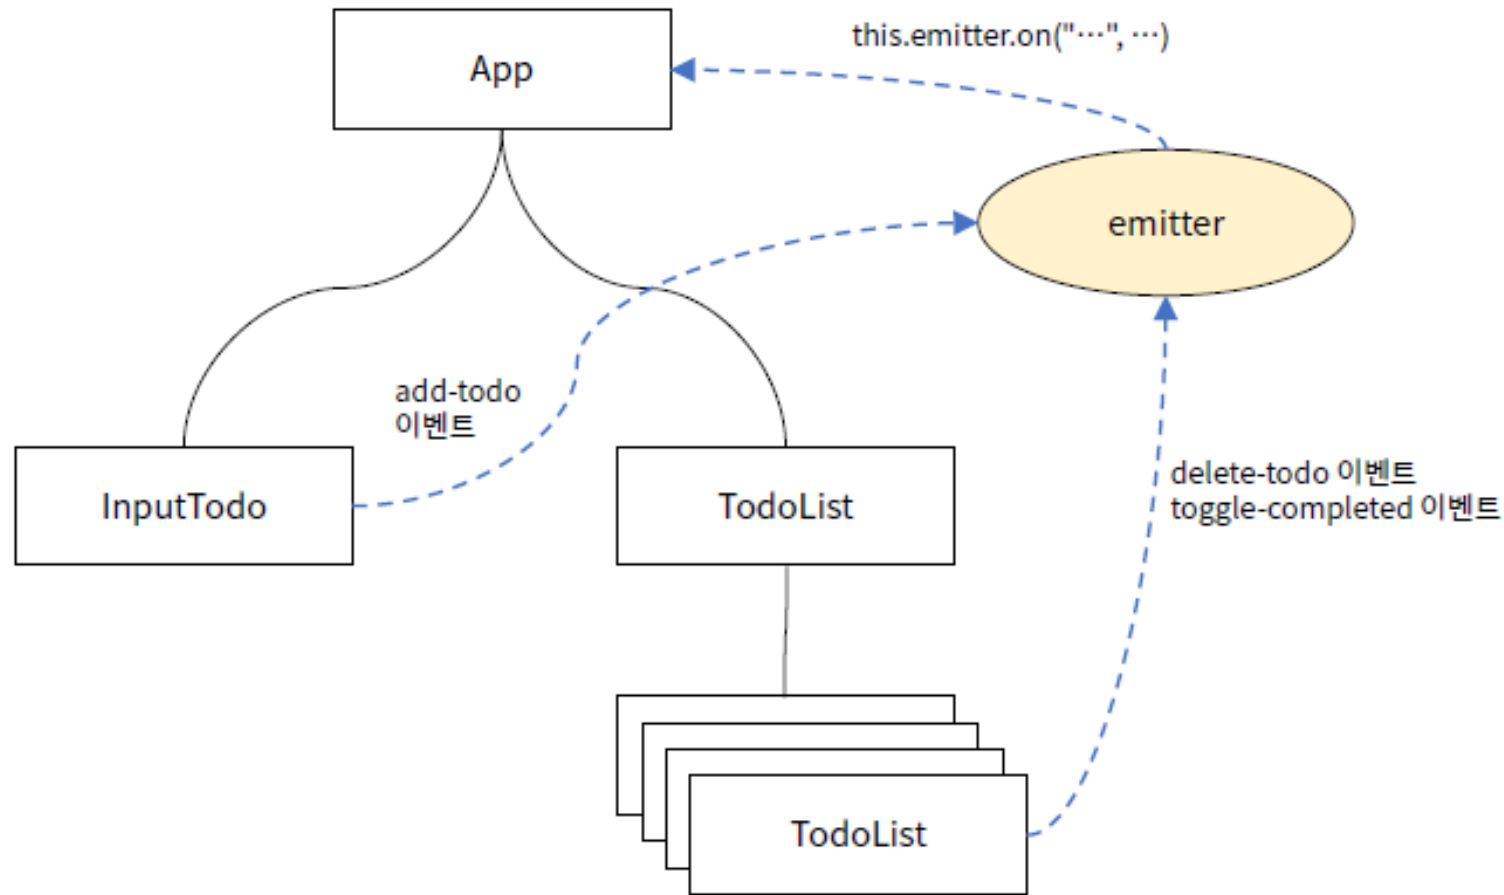 this.emitter.on("⋯", ⋯)
App
emitter
add-todo
이벤트
InputTodo
TodoList
delete-todo 이벤트
toggle-completed 이벤트
TodoList